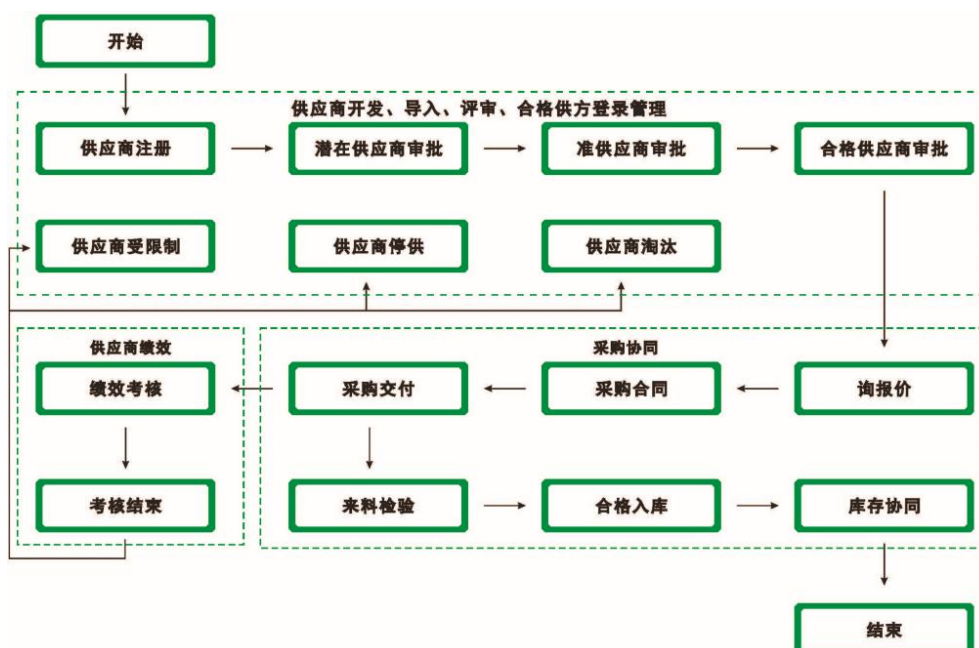 开始
供应商开发、导入、评审、合格供方登录管理
供应商注册
潜在供应商审批
准供应商审批
合格供应商审批
供应商受限制
供应商停供
供应商淘汰
供应商绩效
采购协同
绩效考核
采购交付
采购合同
询报价
考核结束
来料检验
合格入库
库存协同
结束